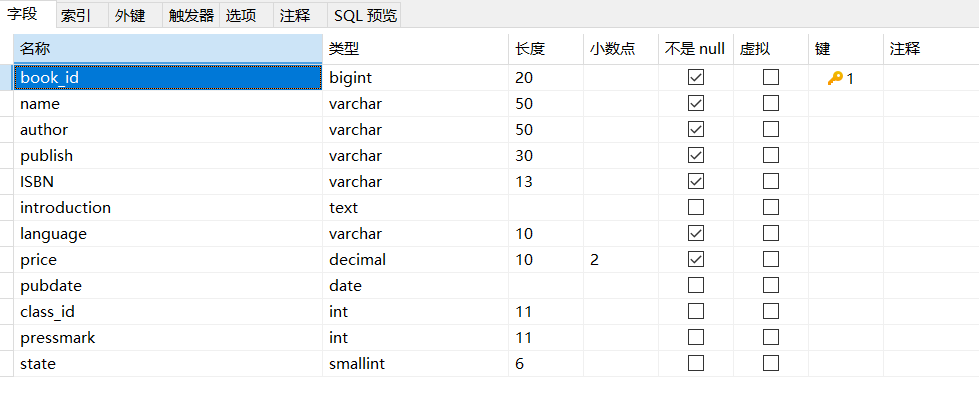 字段 索引 外键 触发器 选项 注释 SQL 预览
名称 类型 长度 小数点 不是 null 虚拟 键 注释
book_id bigint 20 1
name varchar 50
author varchar 50
publish varchar 30
ISBN varchar 13
introduction text
language varchar 10
price decimal 10 2
pubdate date
class_id int 11
pressmark int 11
state smallint 6